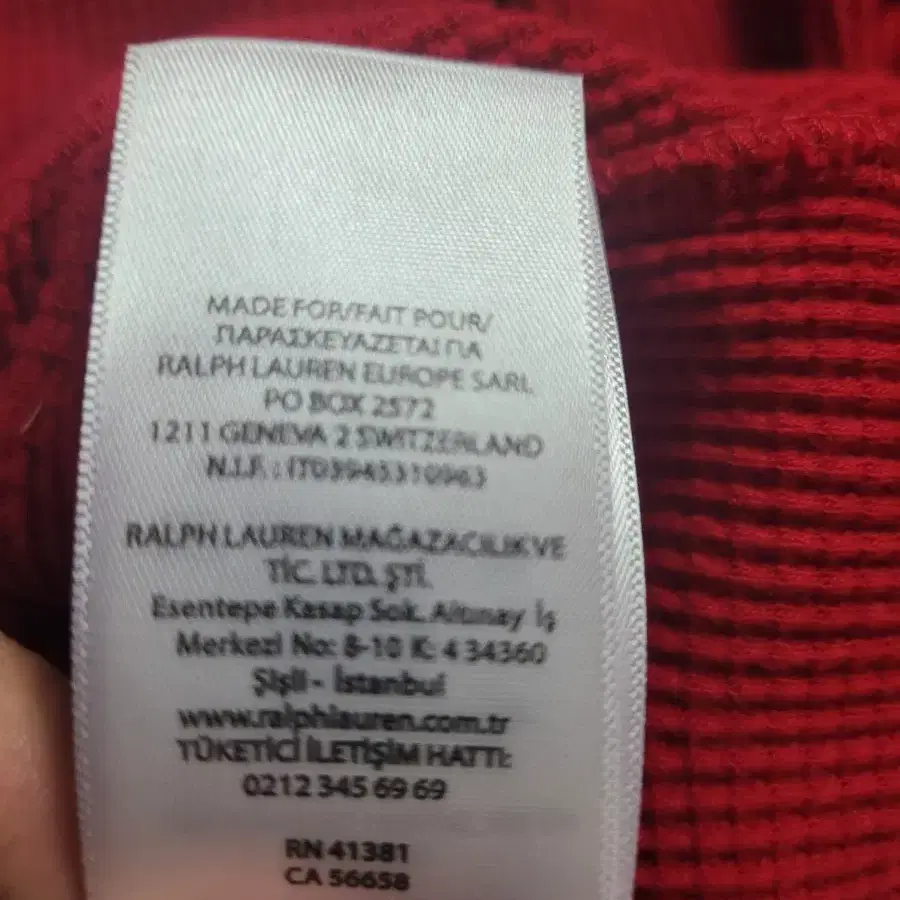 MADE FOR/FAIT POUR/
ΠΑΡΑΣΚΕΥΑΖΕΤΑΙ ΓΙΑ
RALPH LAUREN EUROPE SARL
PO BOX 2572
1211 GENEVA 2 SWITZERLAND
N.I.F. : IT03945310963
RALPH LAUREN MAĞAZACILIK VE
TİC. LTD. ŞTİ.
Esentepe Kasap Sok. Altınay İş
Merkezi No: 8-10 K: 4 34360
Şişli - İstanbul
www.ralphlauren.com.tr
TÜKETİCİ İLETİŞİM HATTI:
0212 345 69 69
RN 41381
CA 56658